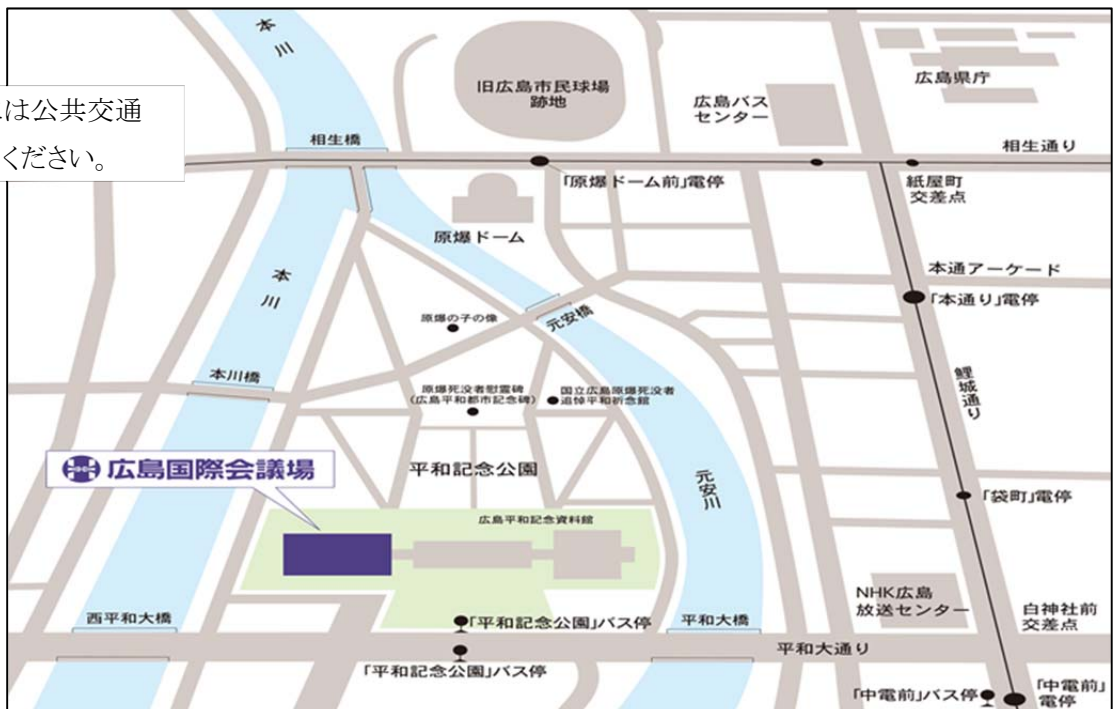 本川
旧広島市民球場
跡地
広島バス
センター
広島県庁
は公共交通
ください。
相生橋
相生通り
「原爆ドーム前」電停
紙屋町
交差点
原爆ドーム
本川
本通アーケード
「本通り」電停
原爆の子の像
元安橋
本川橋
原爆死没者慰霊碑
(広島平和都市記念碑)
国立広島原爆死没者
追悼平和祈念館
鯉城通り
広島国際会議場
平和記念公園
元安川
「袋町」電停
広島平和記念資料館
NHK広島
放送センター
白神社前
交差点
西平和大橋
「平和記念公園」バス停
平和大橋
平和大通り
「平和記念公園」バス停
「中電前」バス停
「中電前」
電停